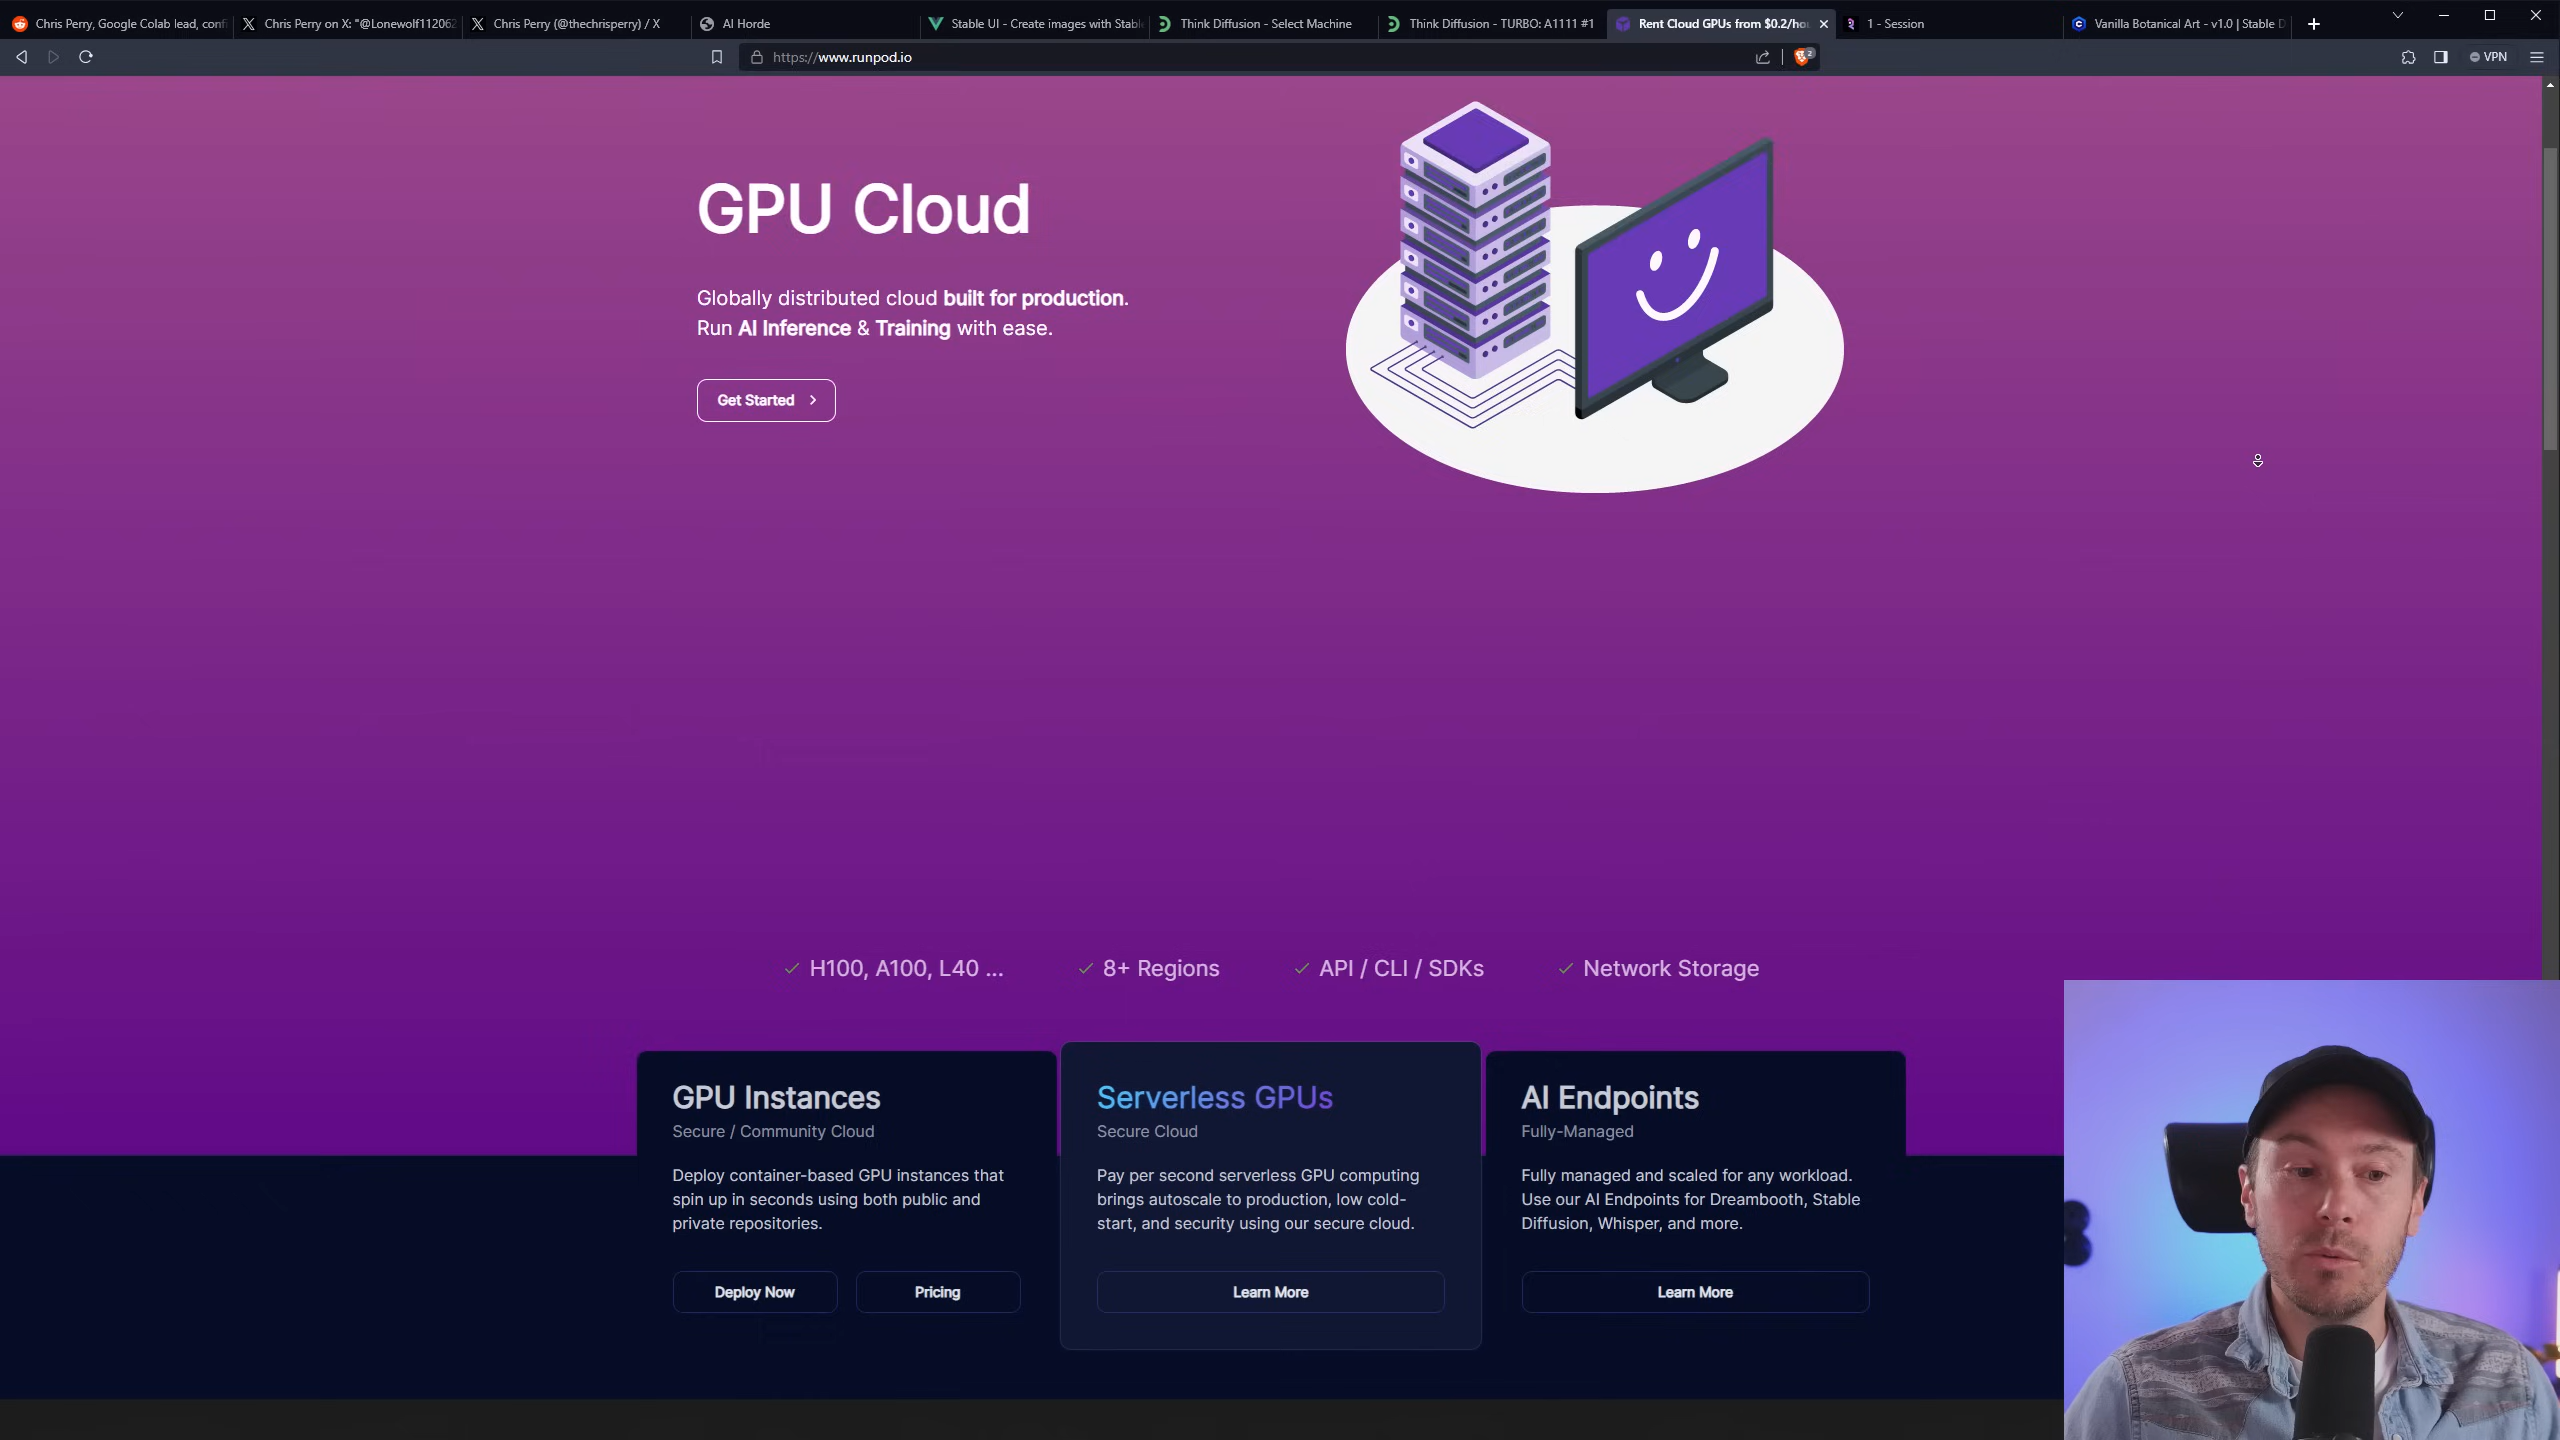 Chris Perry, Google Colab lead, conf
Chris Perry on X: "@Lonewolf112062
Chris Perry (@thechrisperry) / X
AI Horde
Stable UI - Create images with Stabl
Think Diffusion - Select Machine
Think Diffusion - TURBO: A1111 #1
Rent Cloud GPUs from $0.2/hou
1 - Session
Vanilla Botanical Art - v1.0 | Stable D
https://www.runpod.io
2
VPN
GPU Cloud
Globally distributed cloud built for production.
Run AI Inference & Training with ease.
Get Started
H100, A100, L40 ...
8+ Regions
API / CLI / SDKs
Network Storage
GPU Instances
Secure / Community Cloud
Deploy container-based GPU instances that
spin up in seconds using both public and
private repositories.
Deploy Now
Pricing
Serverless GPUs
Secure Cloud
Pay per second serverless GPU computing
brings autoscale to production, low cold-
start, and security using our secure cloud.
Learn More
AI Endpoints
Fully-Managed
Fully managed and scaled for any workload.
Use our AI Endpoints for Dreambooth, Stable
Diffusion, Whisper, and more.
Learn More